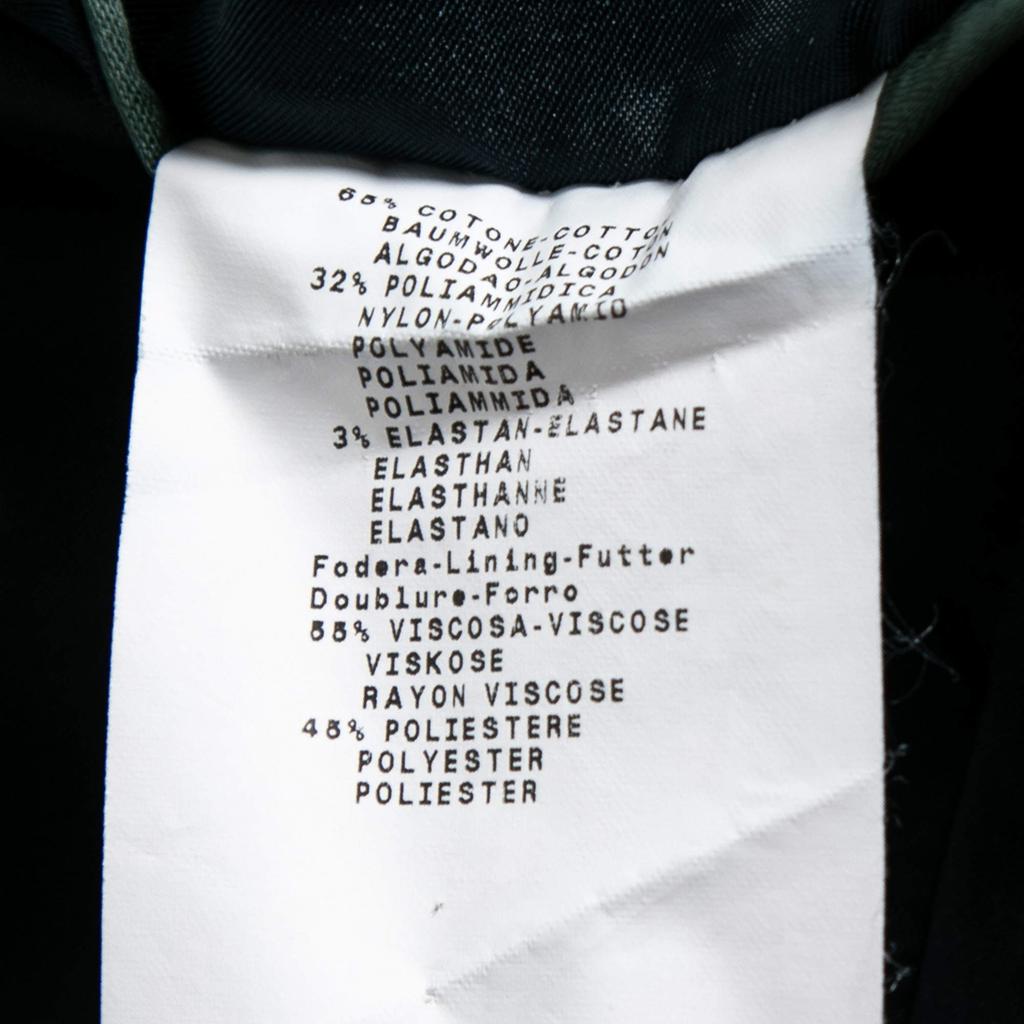 65% COTONE-COTTON
BAUMWOLLE-COTON
ALGODAO-ALGODON
32% POLIAMMIDICA
NYLON-POLYAMID
POLYAMIDE
POLIAMIDA
POLIAMMIDA
3% ELASTAN-ELASTANE
ELASTHAN
ELASTHANNE
ELASTANO
Fodera-Lining-Futter
Doublure-Forro
55% VISCOSA-VISCOSE
VISKOSE
RAYON VISCOSE
45% POLIESTERE
POLYESTER
POLIESTER